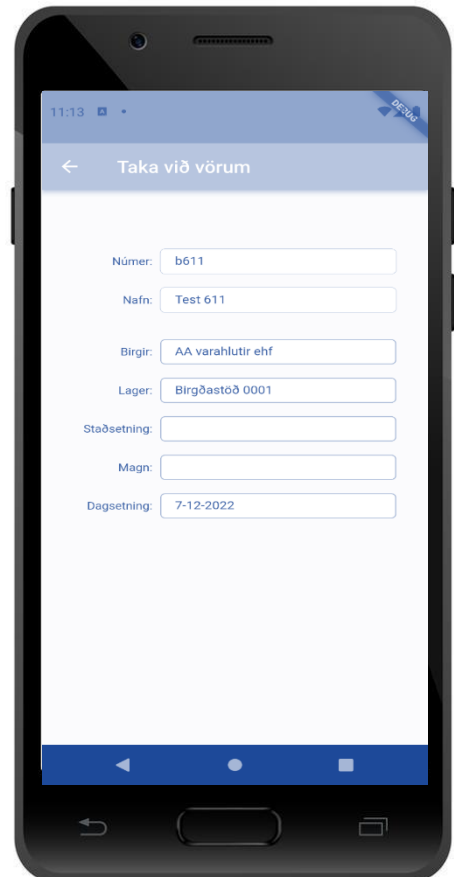 11:13
DEBUG
Taka við vörum
Númer: b611
Nafn: Test 611
Birgir: AA varahlutir ehf
Lager: Birgðastöð 0001
Staðsetning:
Magn:
Dagsetning: 7-12-2022